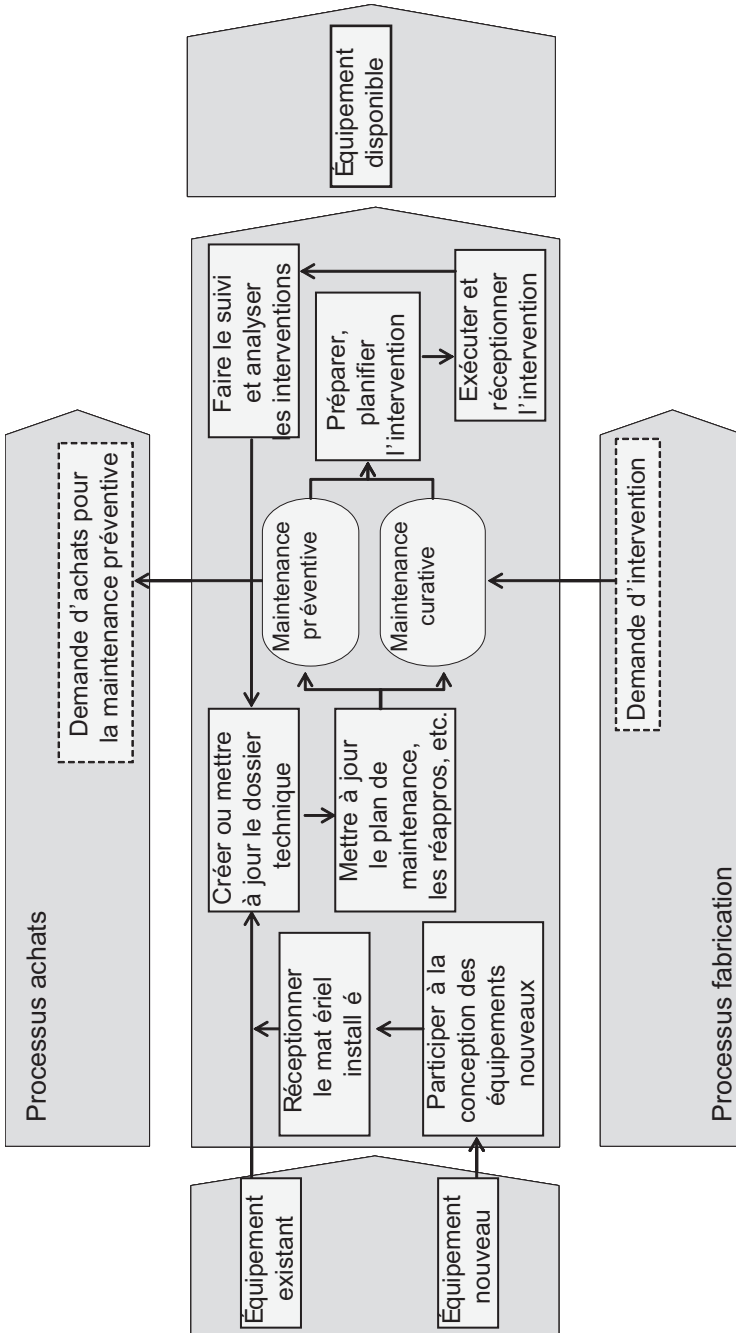 Processus achats
Demande d'achats pour
la maintenance préventive
Équipement
existant
Équipement
nouveau
Réceptionner
le mat ériel
install é
Participer à la
conception des
équipements
nouveaux
Créer ou mettre
à jour le dossier
technique
Mettre à jour
le plan de
maintenance,
les réappros, etc.
Maintenance
préventive
Maintenance
curative
Faire le suivi
et analyser
les interventions
Préparer,
planifier
l'intervention
Exécuter et
réceptionner
l'intervention
Équipement
disponible
Processus fabrication
Demande d'intervention